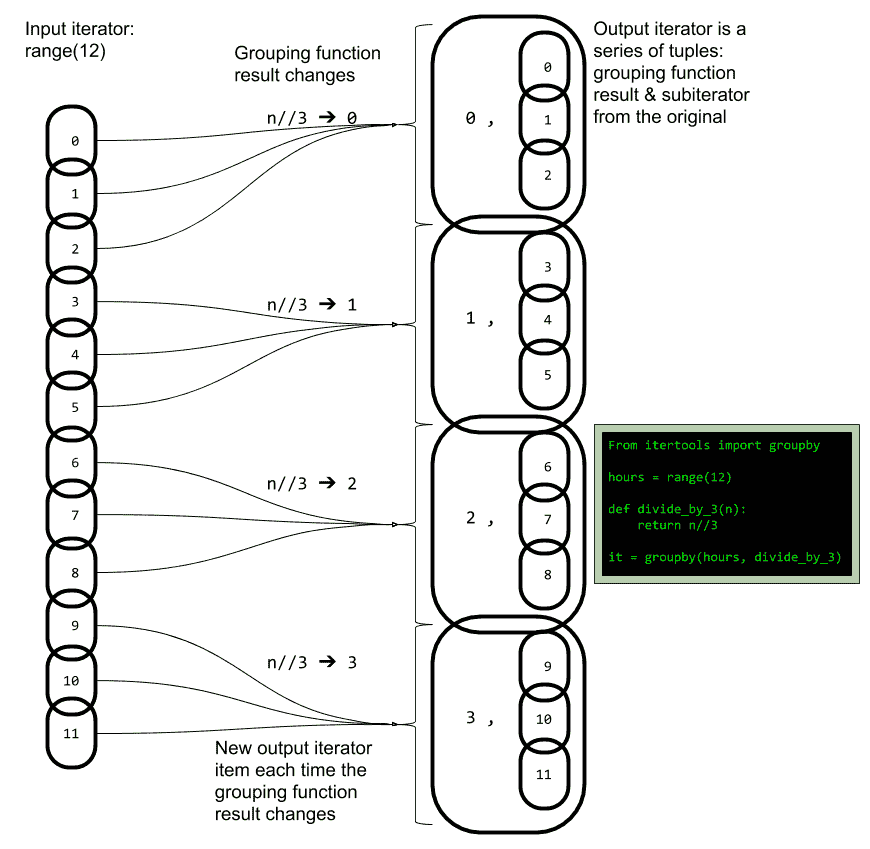 Input iterator:
range(12)
Grouping function
result changes
Output iterator is a
series of tuples:
grouping function
result & subiterator
from the original
0
1
2
3
4
5
6
7
8
9
10
11
n//3 → 0
n//3 → 1
n//3 → 2
n//3 → 3
0 ,
0
1
2
1 ,
3
4
5
2 ,
6
7
8
3 ,
9
10
11
From itertools import groupby
hours = range(12)
def divide_by_3(n):
    return n//3
it = groupby(hours, divide_by_3)
New output iterator
item each time the
grouping function
result changes